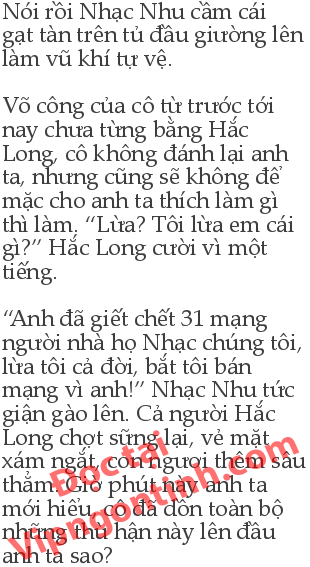 Nói rồi Nhạc Nhu cầm cái
gạt tàn trên tủ đầu giường lên
làm vũ khí tự vệ.
Võ công của cô từ trước tới
nay chưa từng bằng Hắc
Long, cô không đánh lại anh
ta, nhưng cũng sẽ không để
mặc cho anh ta thích làm gì
thì làm. “Lừa? Tôi lừa em cái
gì?” Hắc Long cười vì một
tiếng.
“Anh đã giết chết 31 mạng
người nhà họ Nhạc chúng tôi,
lừa tôi cả đời, bắt tôi bán
mạng vì anh!” Nhạc Nhu tức
giận gào lên. Cả người Hắc
Long chợt sững lại, vẻ mặt
xám ngắt, con ngươi thêm sâu
thẳm. Giờ phút này anh ta
mới hiểu, cô đã dồn toàn bộ
những thù hận này lên đầu
anh ta sao?
Đọc tại
Vipngontinh.com